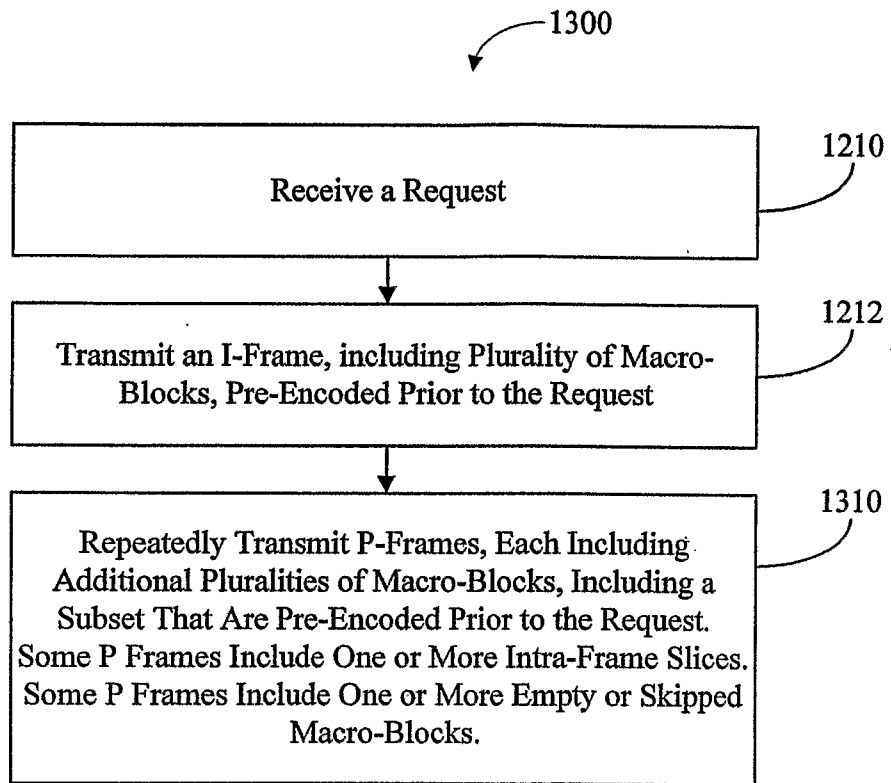 1300
1210
Receive a Request
1212
Transmit an I-Frame, including Plurality of Macro-
Blocks, Pre-Encoded Prior to the Request
1310
Repeatedly Transmit P-Frames, Each Including
Additional Pluralities of Macro-Blocks, Including a
Subset That Are Pre-Encoded Prior to the Request.
Some P Frames Include One or More Intra-Frame Slices.
Some P Frames Include One or More Empty or Skipped
Macro-Blocks.